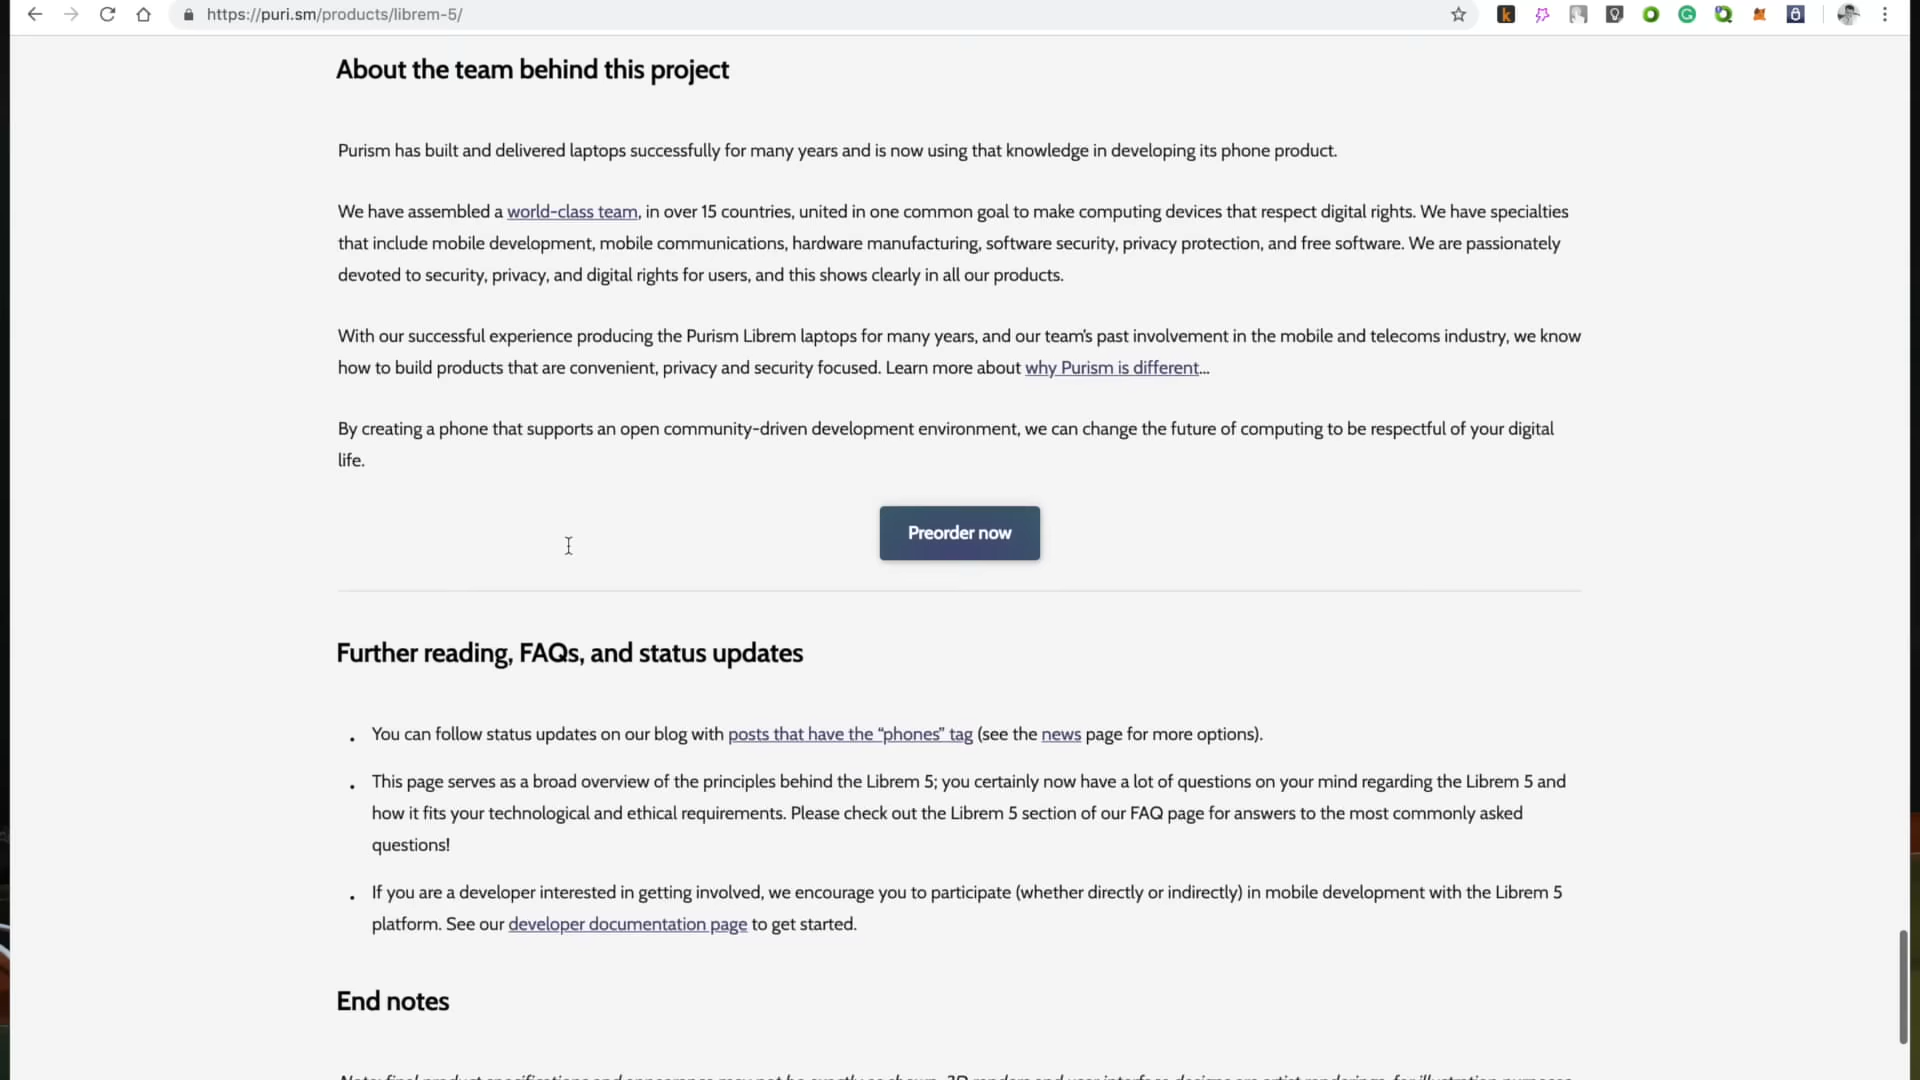 https://puri.sm/products/librem-5/
About the team behind this project
Purism has built and delivered laptops successfully for many years and is now using that knowledge in developing its phone product.
We have assembled a world-class team, in over 15 countries, united in one common goal to make computing devices that respect digital rights. We have specialties
that include mobile development, mobile communications, hardware manufacturing, software security, privacy protection, and free software. We are passionately
devoted to security, privacy, and digital rights for users, and this shows clearly in all our products.
With our successful experience producing the Purism Librem laptops for many years, and our team's past involvement in the mobile and telecoms industry, we know
how to build products that are convenient, privacy and security focused. Learn more about why Purism is different...
By creating a phone that supports an open community-driven development environment, we can change the future of computing to be respectful of your digital
life.
Preorder now
Further reading, FAQs, and status updates
• You can follow status updates on our blog with posts that have the “phones” tag (see the news page for more options).
• This page serves as a broad overview of the principles behind the Librem 5; you certainly now have a lot of questions on your mind regarding the Librem 5 and
how it fits your technological and ethical requirements. Please check out the Librem 5 section of our FAQ page for answers to the most commonly asked
questions!
• If you are a developer interested in getting involved, we encourage you to participate (whether directly or indirectly) in mobile development with the Librem 5
platform. See our developer documentation page to get started.
End notes